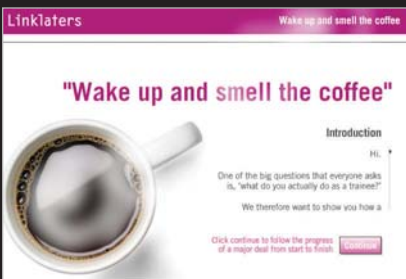 Linklaters
Wake up and smell the coffee
"Wake up and smell the coffee"
Introduction
Hi.
One of the big questions that everyone asks
is, "what do you actually do as a trainee?"
We therefore want to show you how a
Click continue to follow the progress
of a major deal from start to finish
Continue